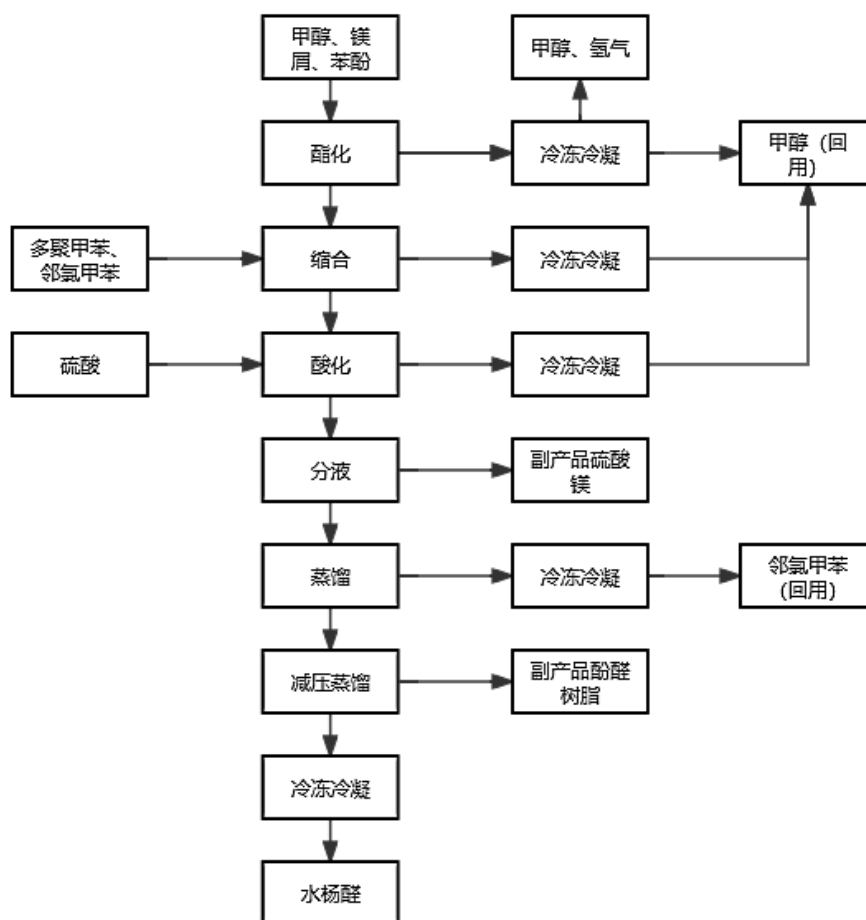 甲醇、镁
屑、苯酚
甲醇、氢气
酯化
冷冻冷凝
甲醇（回
用）
多聚甲苯、
邻氯甲苯
缩合
冷冻冷凝
硫酸
酸化
冷冻冷凝
分液
副产品硫酸
镁
蒸馏
冷冻冷凝
邻氯甲苯
(回用)
减压蒸馏
副产品酚醛
树脂
冷冻冷凝
水杨醛